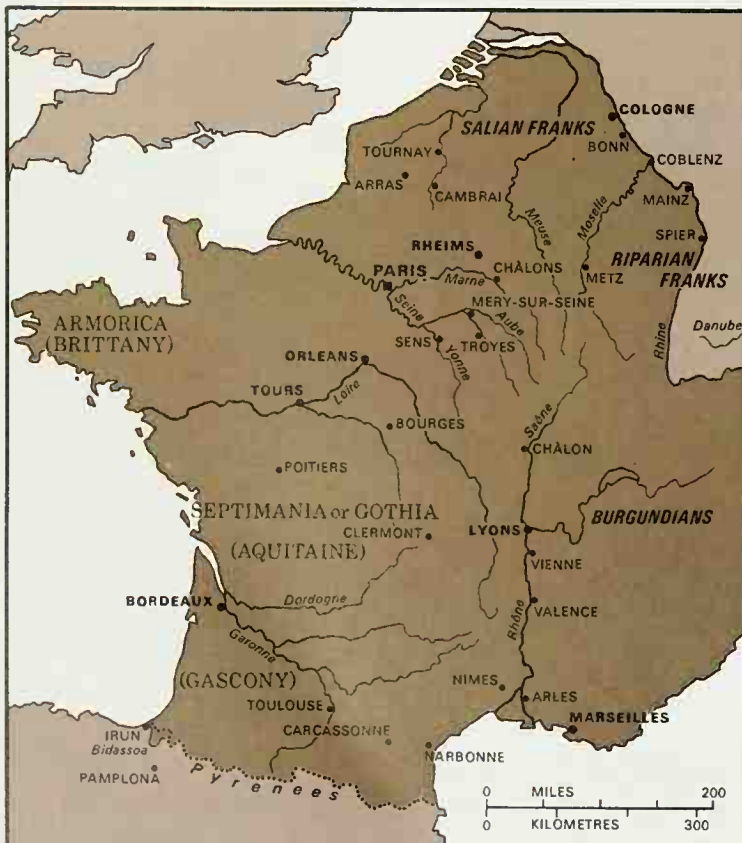 COLOGNE
SALIAN FRANKS
BONN
TOURNAY
COBLENZ
ARRAS
CAMBRAI
MAINZ
Meuse
Moselle
SPIER
RHEIMS
RIPARIAN
FRANKS
PARIS
Marne
CHÀLONS
METZ
MERY-SUR-SEINE
Seine
Aube
ARMORICA
(BRITTANY)
SENS
TROYES
Yonne
Rhine
Danube
ORLEANS
TOURS
Loire
BOURGES
Saône
CHÀLON
POITIERS
SEPTIMANIA or GOTHIA
(AQUITAINE)
CLERMONT
LYONS
BURGUNDIANS
VIENNE
Dordogne
BORDEAUX
VALENCE
Rhône
Garonne
(GASCONY)
NIMES
TOULOUSE
ARLES
CARCASSONNE
MARSEILLES
IRUN
Bidassoa
NARBONNE
PAMPLONA
Pyrenees
0 MILES 200
0 KILOMETRES 300